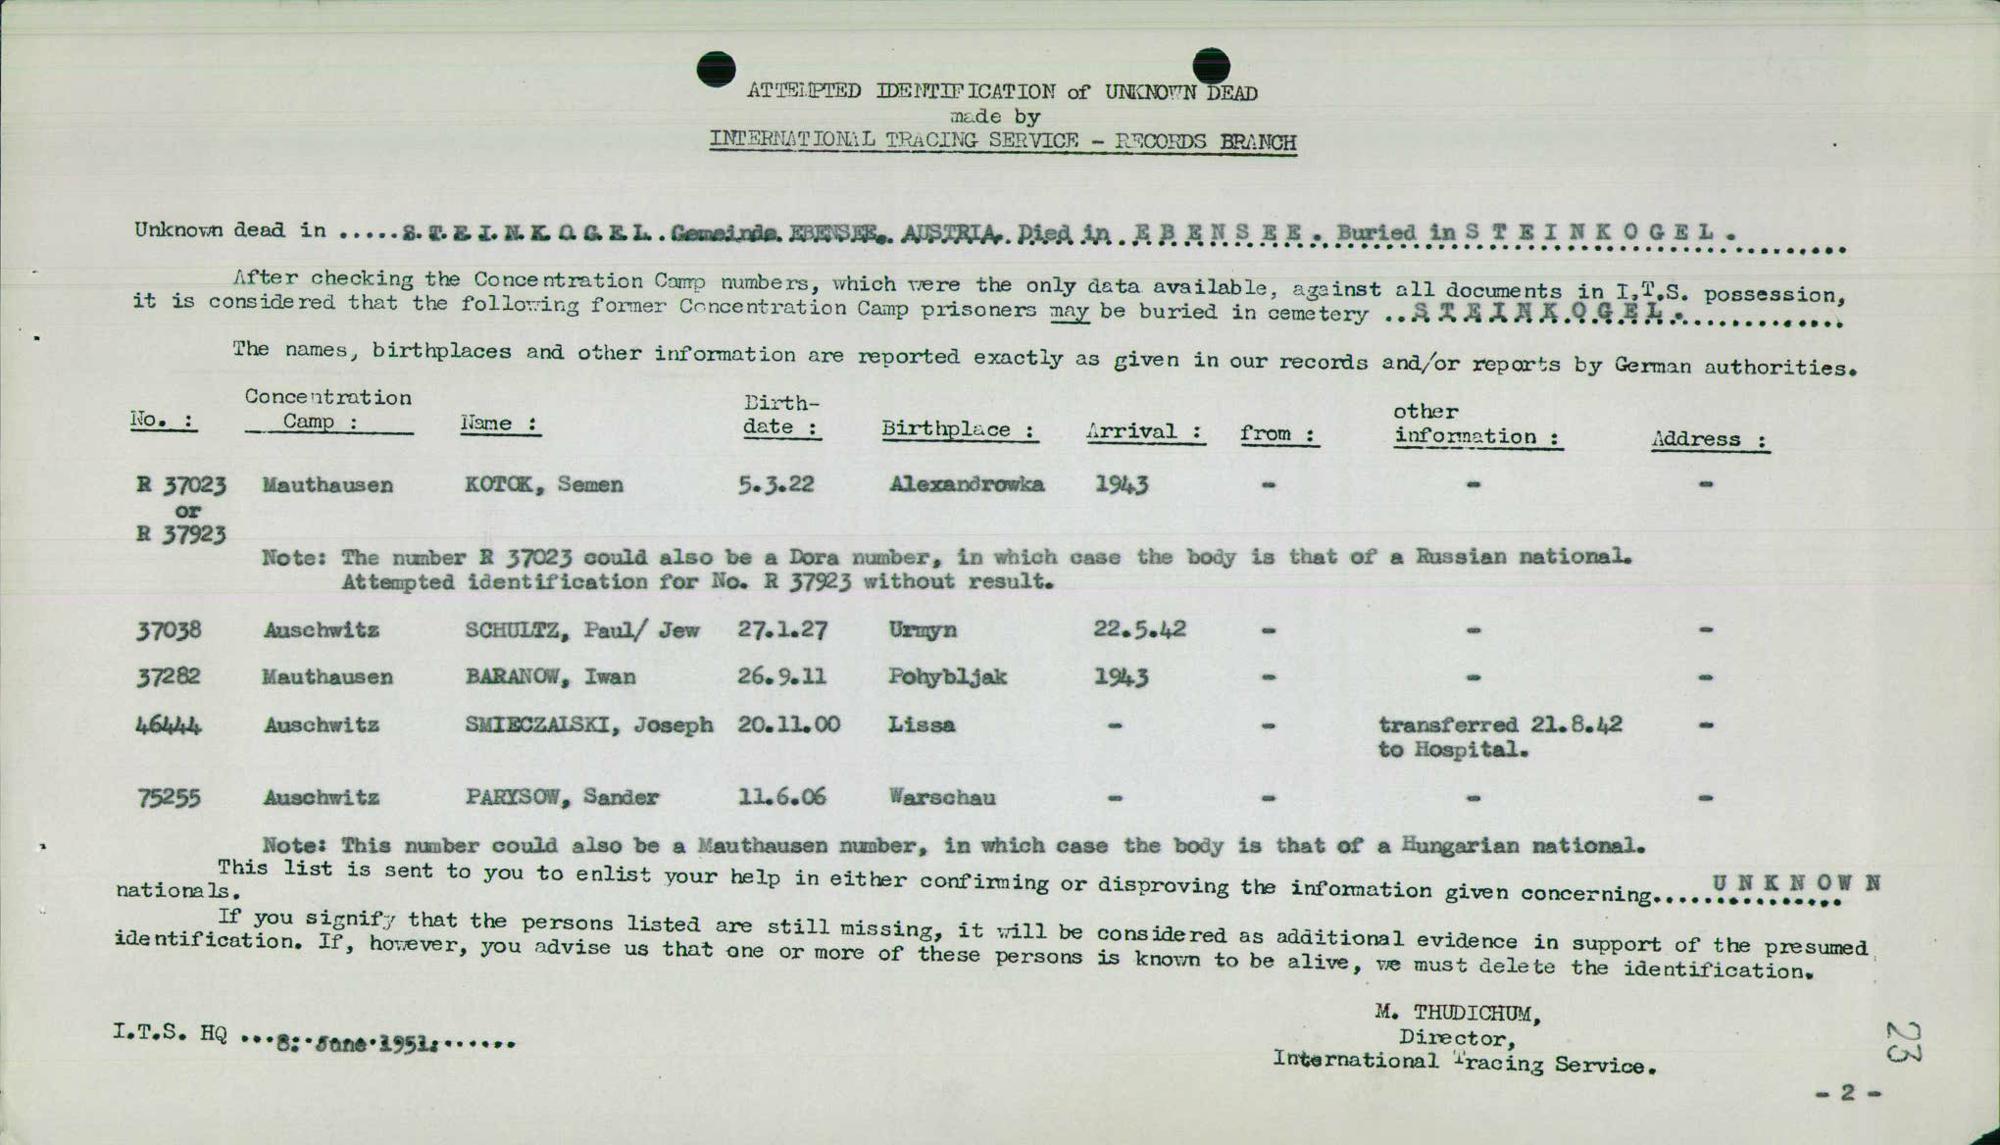 ATTEMPTED IDENTIFICATION of UNKNOWN DEAD
made by
INTERNATIONAL TRACING SERVICE - RECORDS BRANCH
Unknown dead in .....S.T.E.I.N.K.O.G.E.L. Gemeinde EBENSEE, AUSTRIA. Died in E B E N S E E . Buried in S T E I N K O G E L .
After checking the Concentration Camp numbers, which were the only data available, against all documents in I.T.S. possession,
it is considered that the following former Concentration Camp prisoners may be buried in cemetery ..S T E I N K O G E L.
The names, birthplaces and other information are reported exactly as given in our records and/or reports by German authorities.
No. : Concentration Camp : Name : Birth-date : Birthplace : Arrival : from : other information : Address :
R 37023 Mauthausen KOTOK, Semen 5.3.22 Alexandrowka 1943 - - -
or
R 37923
Note: The number R 37023 could also be a Dora number, in which case the body is that of a Russian national.
Attempted identification for No. R 37923 without result.
37038 Auschwitz SCHULTZ, Paul/ Jew 27.1.27 Urmyn 22.5.42 - - -
37282 Mauthausen BARANOW, Iwan 26.9.11 Pohybljak 1943 - - -
46444 Auschwitz SMIECZALSKI, Joseph 20.11.00 Lissa - - transferred 21.8.42 -
to Hospital.
75255 Auschwitz PARYSOW, Sander 11.6.06 Warschau - - - -
Note: This number could also be a Mauthausen number, in which case the body is that of a Hungarian national.
This list is sent to you to enlist your help in either confirming or disproving the information given concerning.... U N K N O W N
nationals.
If you signify that the persons listed are still missing, it will be considered as additional evidence in support of the presumed
identification. If, however, you advise us that one or more of these persons is known to be alive, we must delete the identification.
M. THUDICHUM,
I.T.S. HQ ...8. June 1951.......
Director,
International Tracing Service.
23
- 2 -